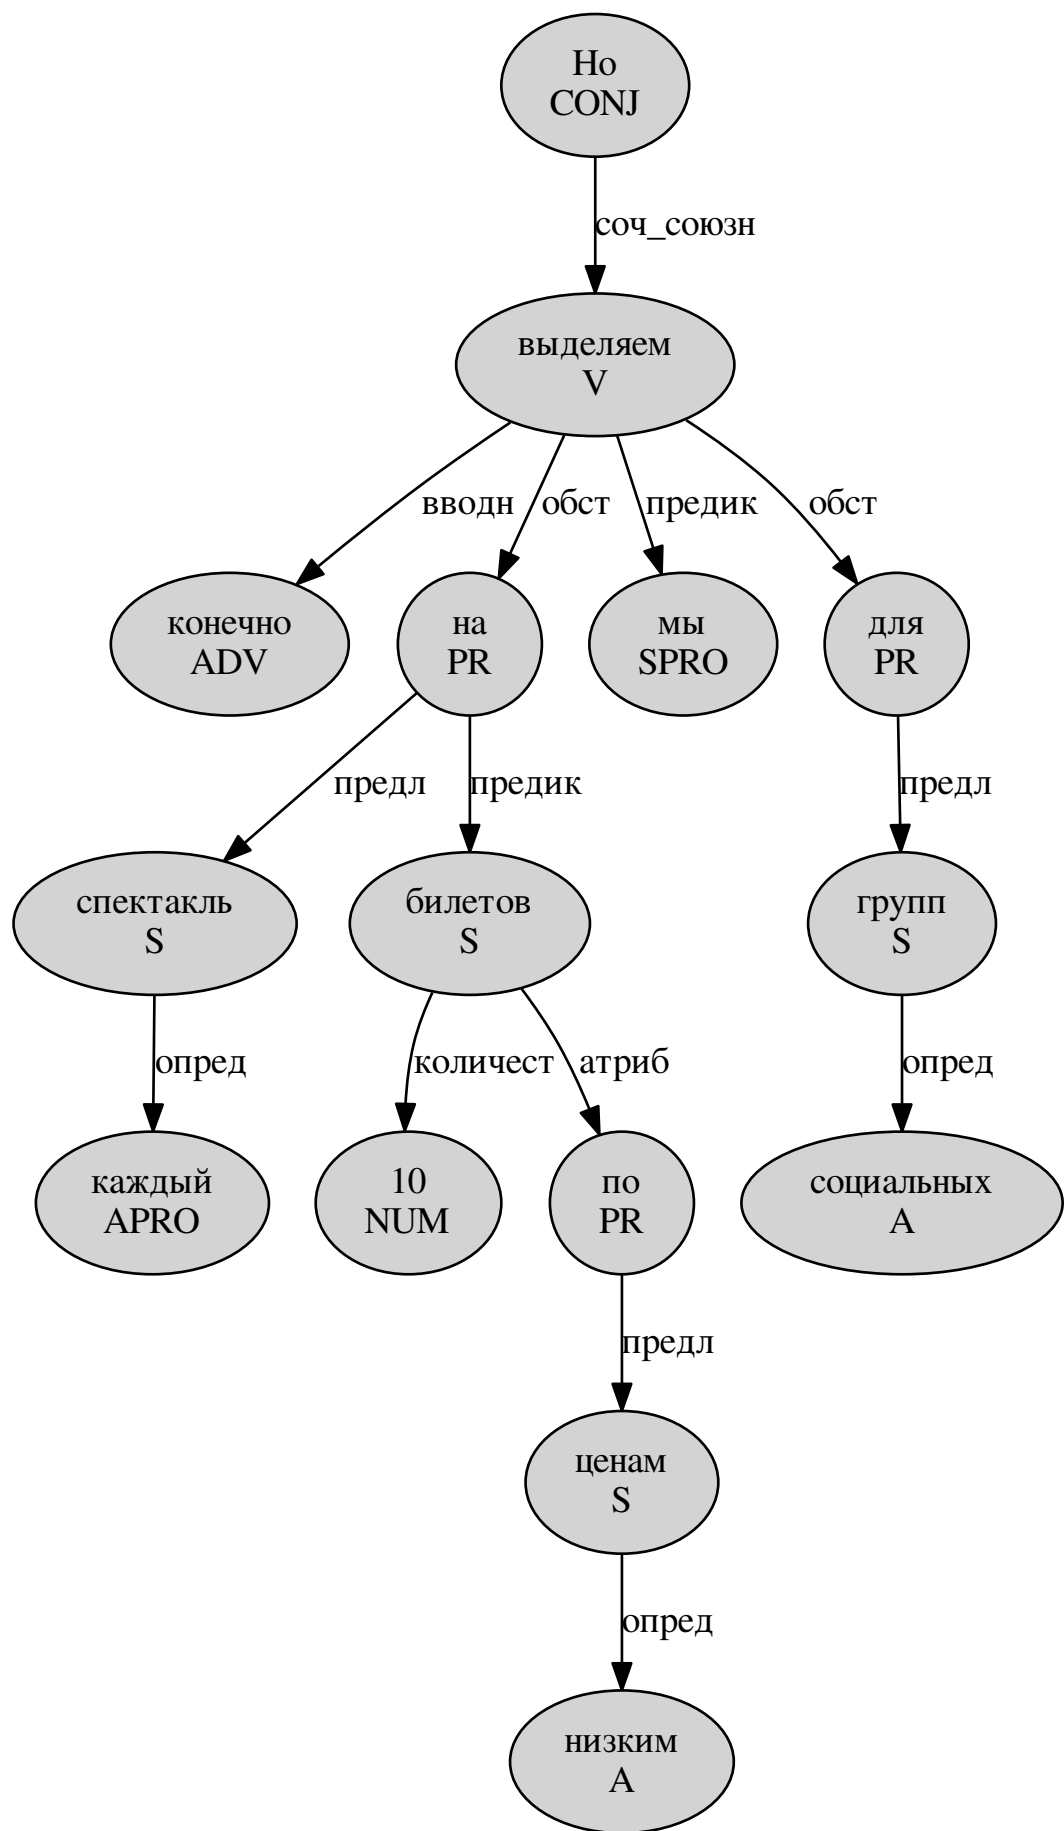 Но
CONJ
соч_союзн
выделяем
V
вводн
обст
предик
обст
конечно
ADV
на
PR
мы
SPRO
для
PR
предл
предик
предл
спектакль
S
билетов
S
групп
S
опред
количест
атриб
опред
каждый
APRO
10
NUM
по
PR
социальных
A
предл
ценам
S
опред
низким
A